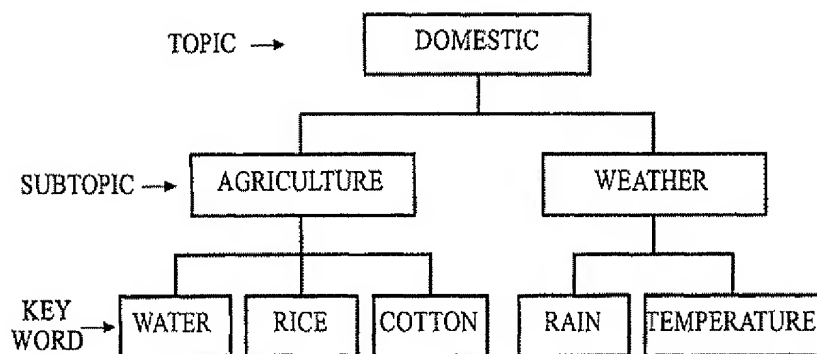 TOPIC → DOMESTIC
SUBTOPIC → AGRICULTURE WEATHER
KEY
WORD → WATER RICE COTTON RAIN TEMPERATURE